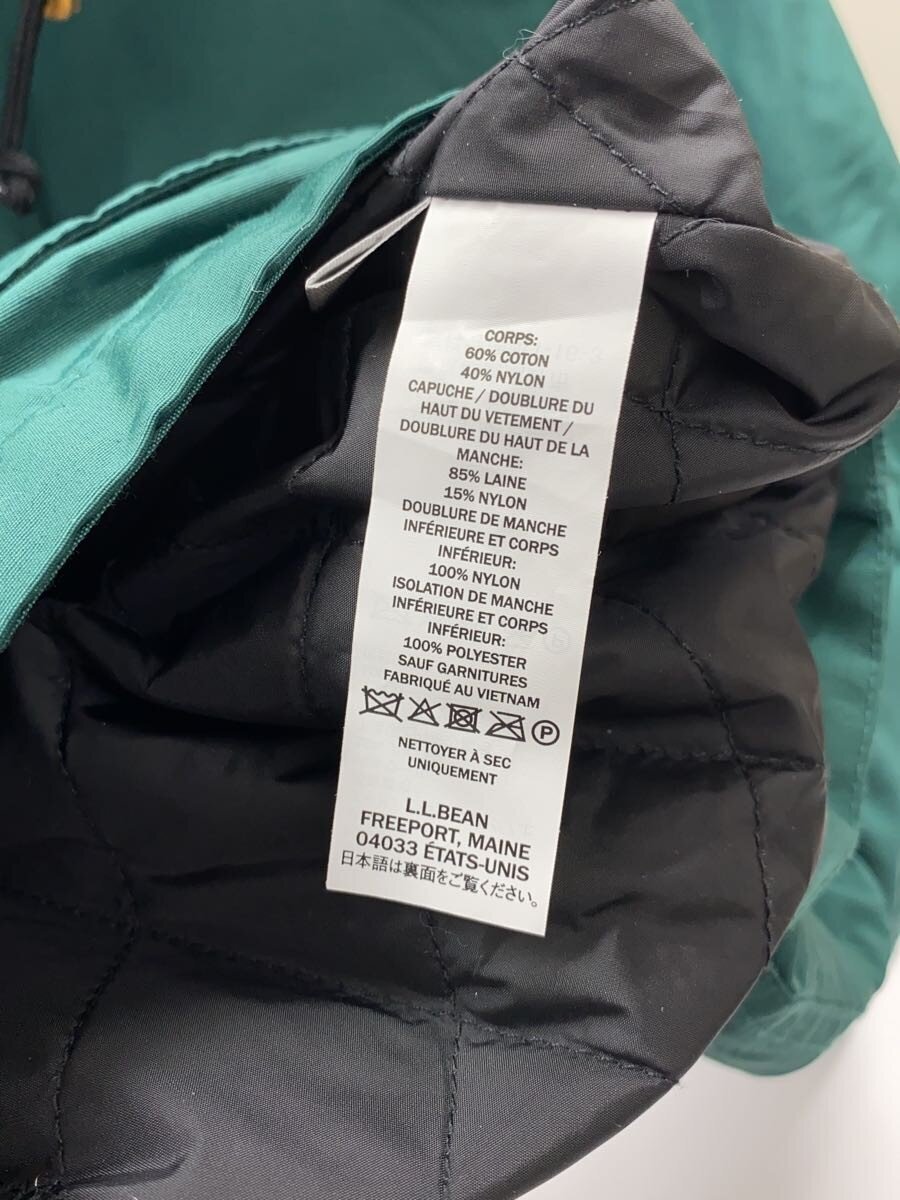 CORPS:
60% COTON
40% NYLON
CAPUCHE / DOUBLURE DU
HAUT DU VETEMENT /
DOUBLURE DU HAUT DE LA
MANCHE:
85% LAINE
15% NYLON
DOUBLURE DE MANCHE
INFÉRIEURE ET CORPS
INFÉRIEUR:
100% NYLON
ISOLATION DE MANCHE
INFÉRIEURE ET CORPS
INFÉRIEUR:
100% POLYESTER
SAUF GARNITURES
FABRIQUÉ AU VIETNAM
P
NETTOYER À SEC
UNIQUEMENT
L.L.BEAN
FREEPORT, MAINE
04033 ÉTATS-UNIS
日本語は裏面をご覧ください。